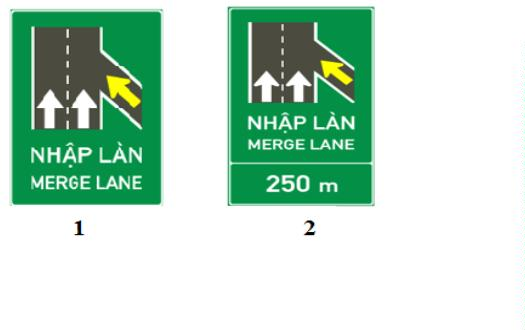 NHẬP LÀN
MERGE LANE
1
NHẬP LÀN
MERGE LANE
250 m
2